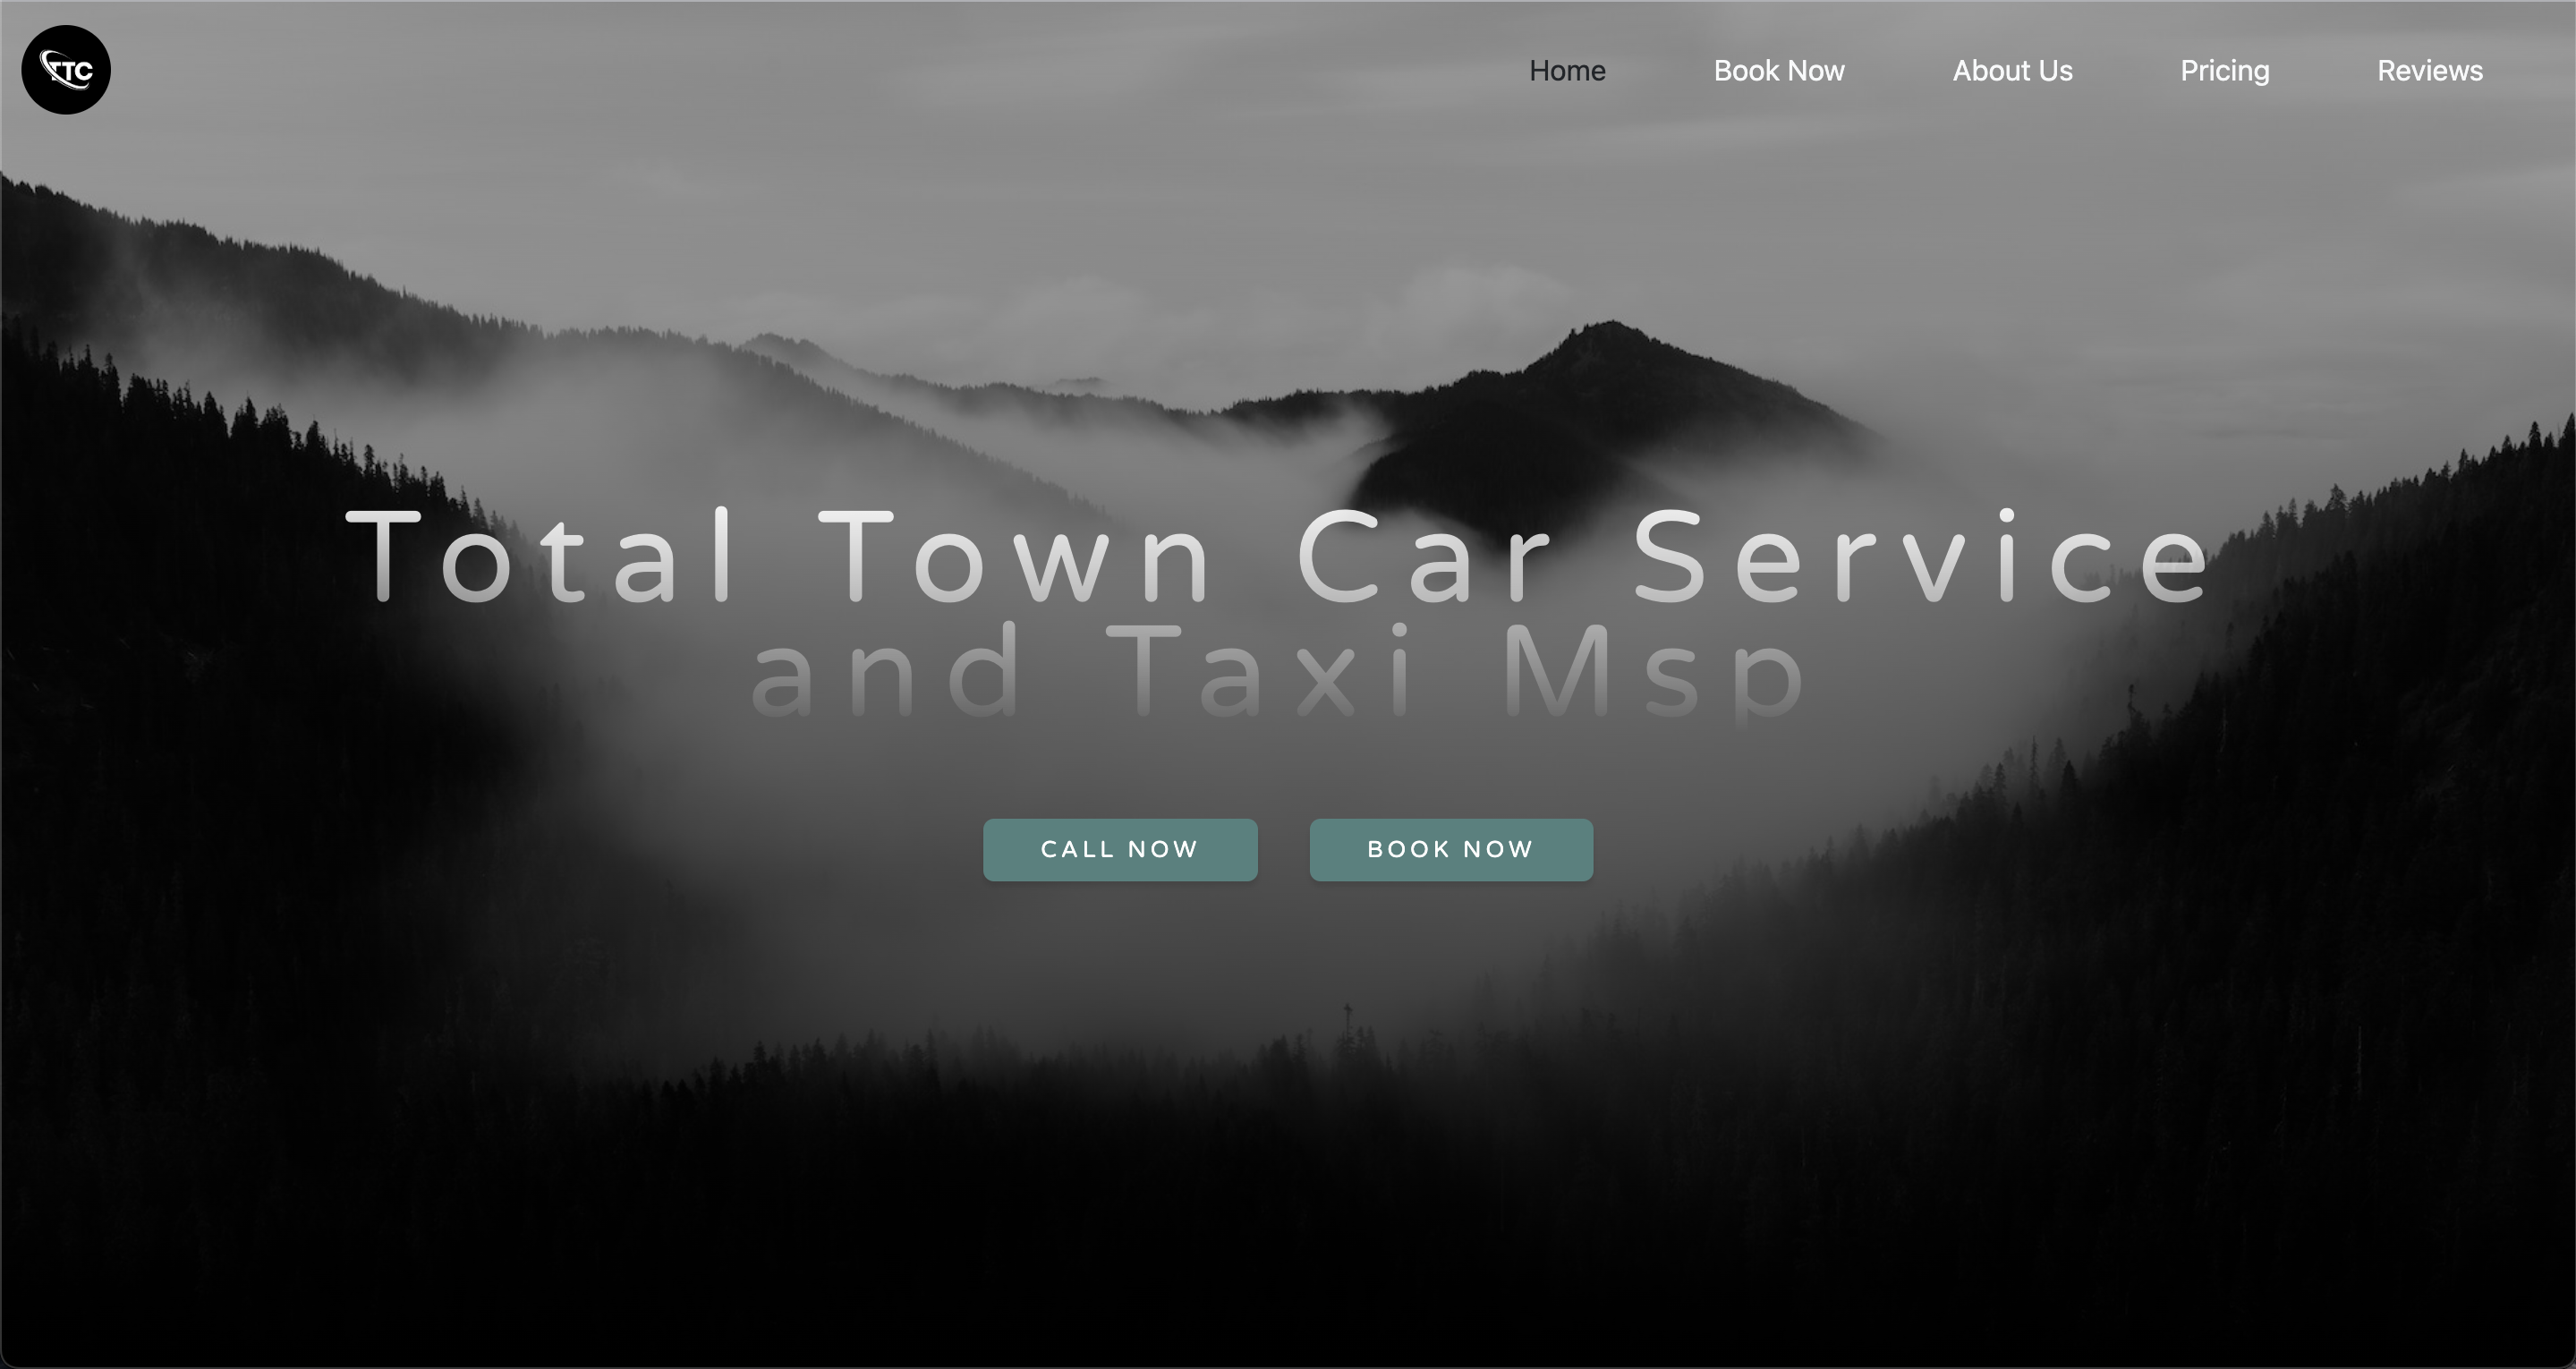 TTC
Home
Book Now
About Us
Pricing
Reviews
Total Town Car Service
and Taxi Msp
CALL NOW
BOOK NOW